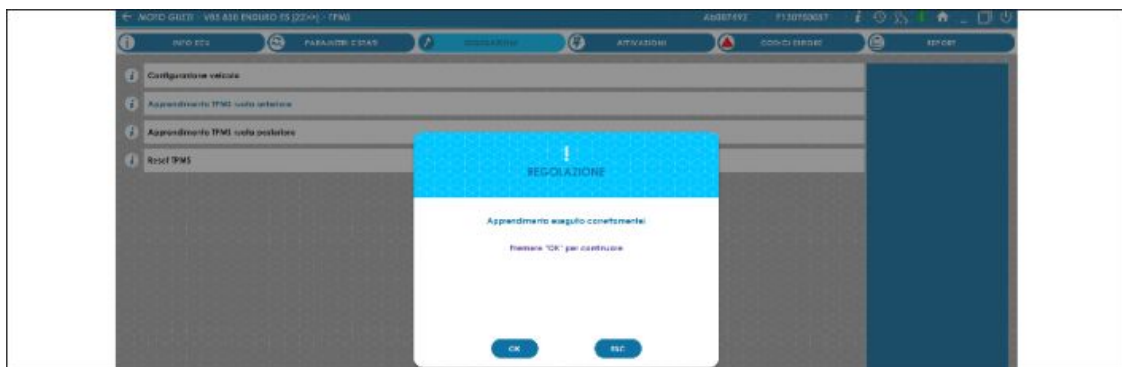 MOTO GUZZI - V85 850 ENDURO E5 [22>>] - TPMS
INFO ECU
PARAMETRI E STATI
REGOLAZIONI
ATTIVAZIONI
CODICI ERRORE
REPORT
Configurazione veicolo
Apprendimento TPMS ruota anteriore
Apprendimento TPMS ruota posteriore
Reset TPMS
!
REGOLAZIONE
Apprendimento eseguito correttamente!
Premere "OK" per continuare
OK
ESC